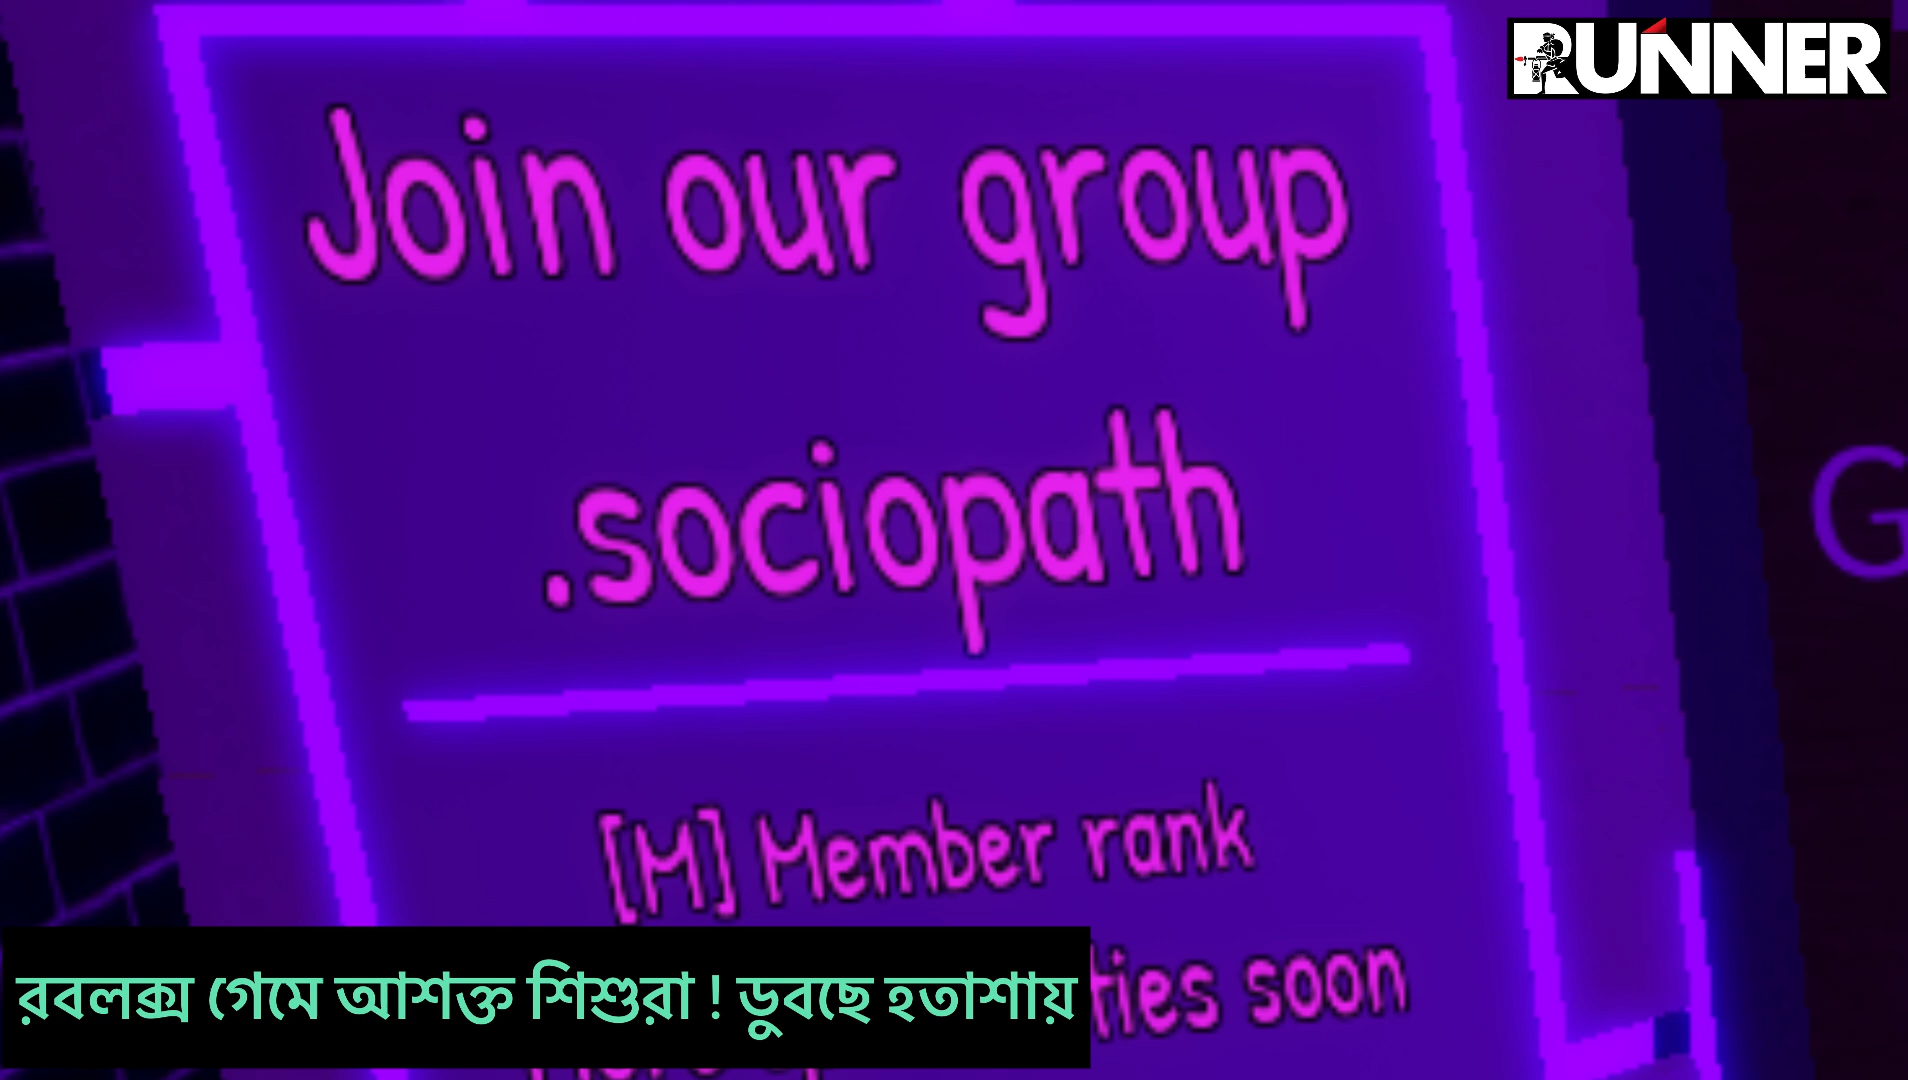 RUNNER
Join our group
.sociopath
G
[M] Member rank
ties soon
রবলক্স গেমে আশক্ত শিশুরা ! ডুবছে হতাশায়